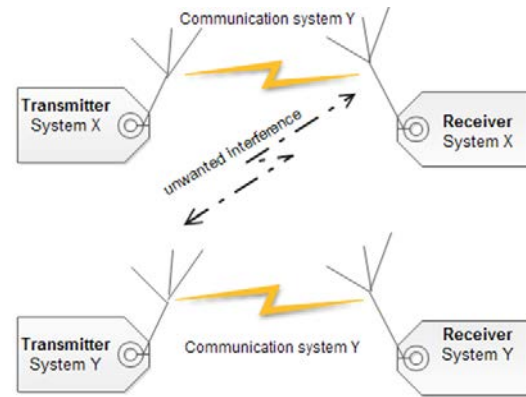 Communication system Y
Transmitter
System X
Receiver
System X
unwanted interference
Transmitter
System Y
Communication system Y
Receiver
System Y